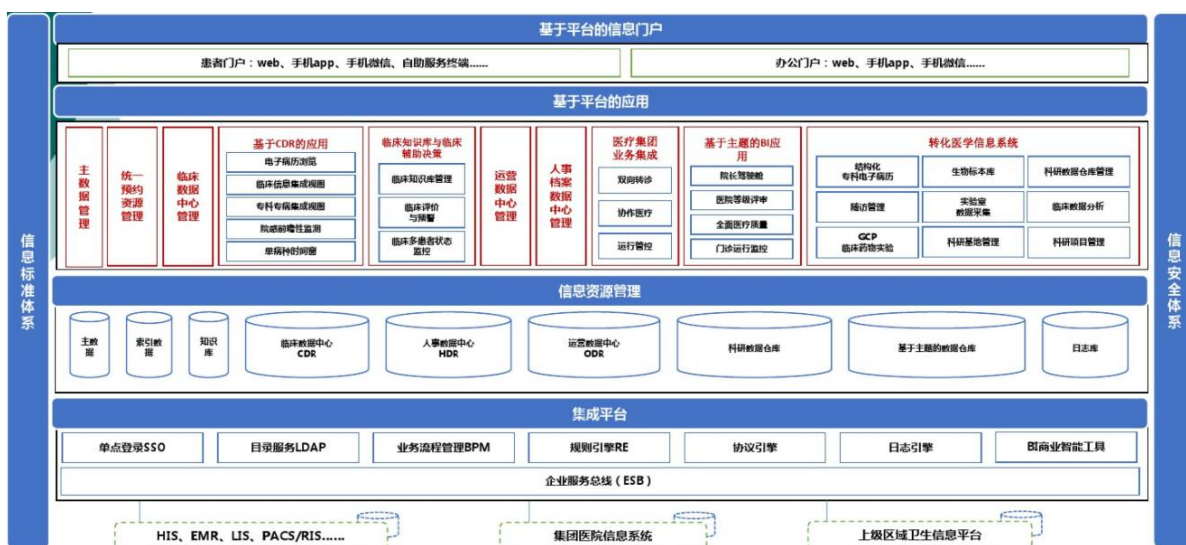 基于平台的信息门户
患者门户：web、手机app、手机微信、自助服务终端......
办公门户：web、手机app、手机微信......
基于平台的应用
主数据管理
统一预约资源管理
临床数据中心管理
基于CDR的应用
电子病历浏览
临床信息集成视图
专科专病集成视图
院感前瞻性监测
单病种时间窗
临床知识库与临床
辅助决策
临床知识库管理
临床评价
与预警
临床多患者状态
监控
运营数据中心管理
人事档案数据中心管理
医疗集团
业务集成
双向转诊
协作医疗
运行管控
基于主题的BI应
用
院长驾驶舱
医院等级评审
全面医疗质量
门诊运行监控
转化医学信息系统
结构化
专科电子病历
生物标本库
科研数据仓库管理
随访管理
实验室
数据采集
临床数据分析
GCP
临床药物实验
科研基地管理
科研项目管理
信息标准体系
信息安全体系
信息资源管理
主数
据
索引数
据
知识
库
临床数据中心
CDR
人事数据中心
HDR
运营数据中心
ODR
科研数据仓库
基于主题的数据仓库
日志库
集成平台
单点登录SSO
目录服务LDAP
业务流程管理BPM
规则引擎RE
协议引擎
日志引擎
BI商业智能工具
企业服务总线（ESB）
HIS、EMR、LIS、PACS/RIS......
集团医院信息系统
上级区域卫生信息平台